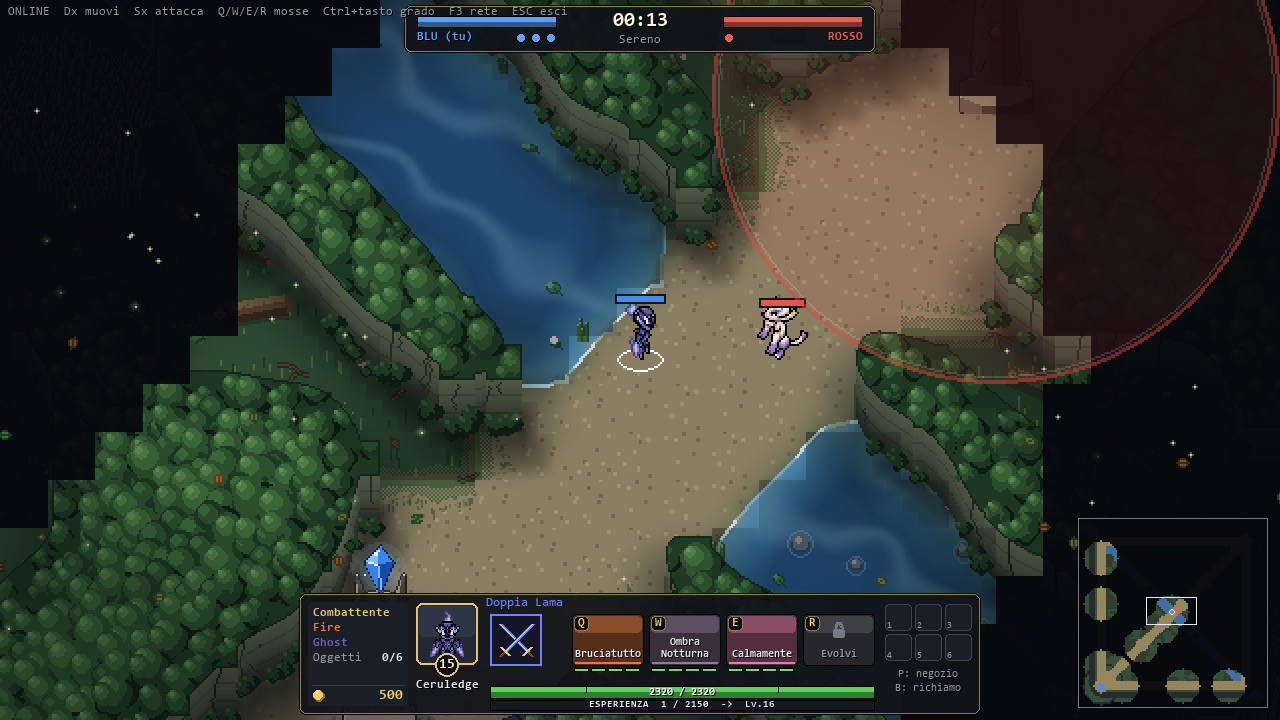 ONLINE Dx muovi Sx attacca Q/W/E/R mosse Ctrl+tasto grado F3 rete ESC esci
00:13
BLU (tu) Sereno ROSSO
Combattente
Fire
Ghost
Oggetti 0/6
500
15
Ceruledge
Doppia Lama
Q Bruciatutto
W Ombra Notturna
E Calmamente
R Evolvi
2320 / 2320
ESPERIENZA 1 / 2150 -> Lv.16
1 2 3
4 5 6
P: negozio
B: richiamo